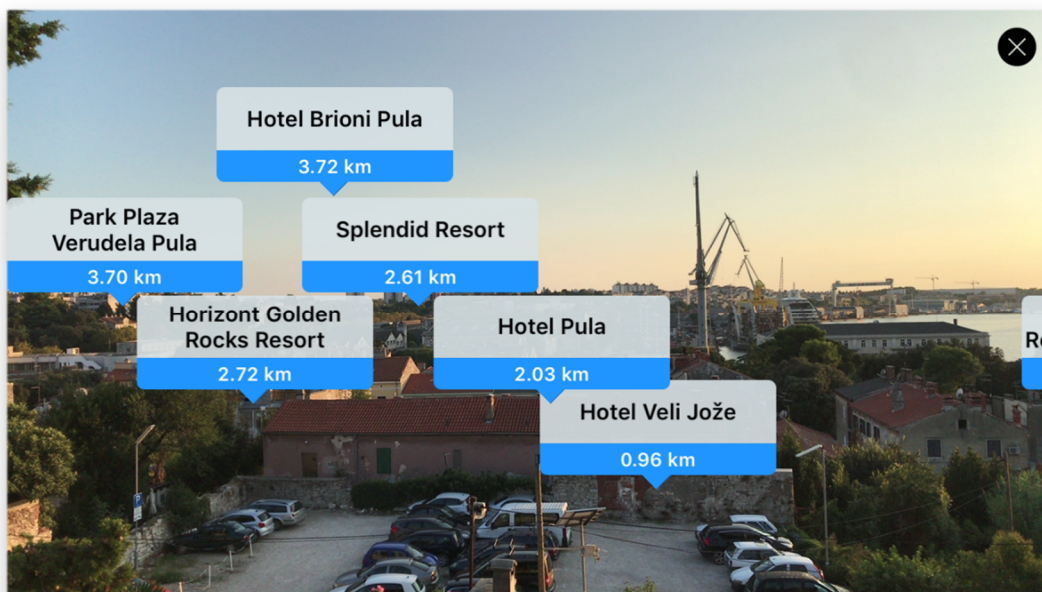 Hotel Brioni Pula
3.72 km
Park Plaza
Verudela Pula
3.70 km
Splendid Resort
2.61 km
Horizont Golden
Rocks Resort
2.72 km
Hotel Pula
2.03 km
Hotel Veli Jože
0.96 km
P